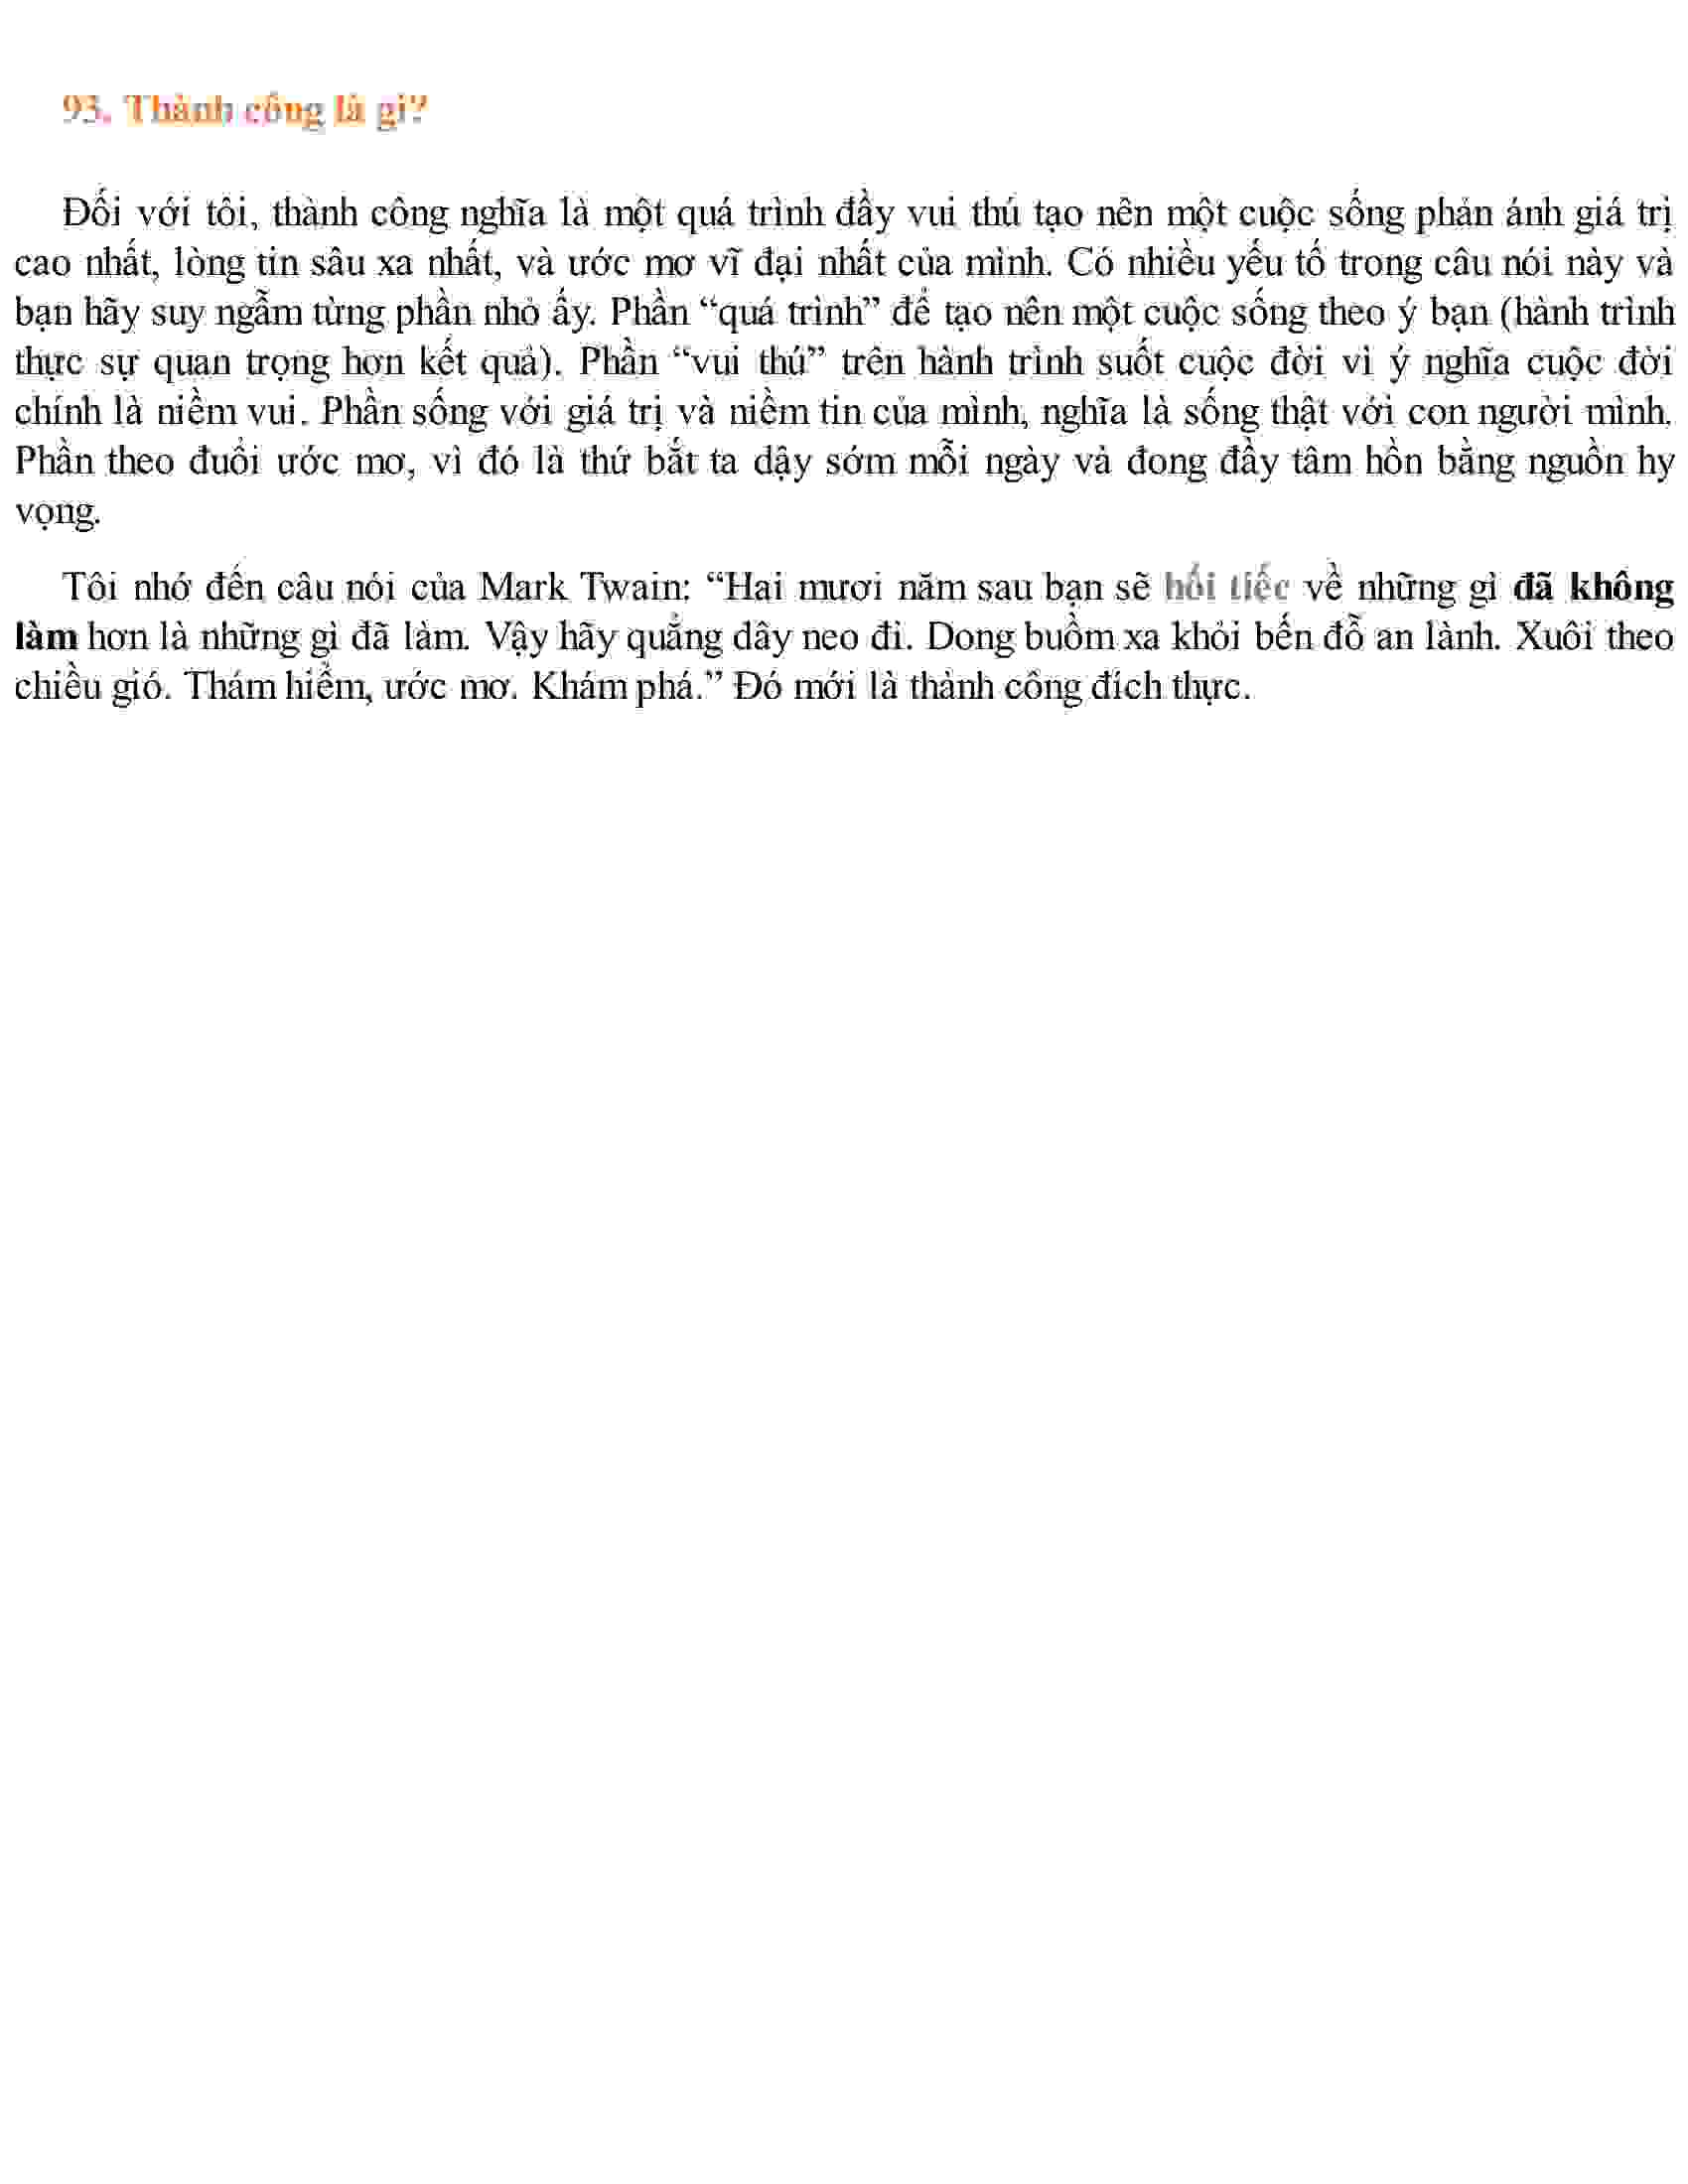 93. Thành công là gì?
Đối với tôi, thành công nghĩa là một quá trình đầy vui thú tạo nên một cuộc sống phản ánh giá trị
cao nhất, lòng tin sâu xa nhất, và ước mơ vĩ đại nhất của mình. Có nhiều yếu tố trong câu nói này và
bạn hãy suy ngẫm từng phần nhỏ ấy. Phần “quá trình” để tạo nên một cuộc sống theo ý bạn (hành trình
thực sự quan trọng hơn kết quả). Phần “vui thú” trên hành trình suốt cuộc đời vì ý nghĩa cuộc đời
chính là niềm vui. Phần sống với giá trị và niềm tin của mình, nghĩa là sống thật với con người mình.
Phần theo đuổi ước mơ, vì đó là thứ bắt ta dậy sớm mỗi ngày và đong đầy tâm hồn bằng nguồn hy
vọng.
Tôi nhớ đến câu nói của Mark Twain: “Hai mươi năm sau bạn sẽ hối tiếc về những gì đã không
làm hơn là những gì đã làm. Vậy hãy quẳng dây neo đi. Dong buồm xa khỏi bến đỗ an lành. Xuôi theo
chiều gió. Thám hiểm, ước mơ. Khám phá.” Đó mới là thành công đích thực.